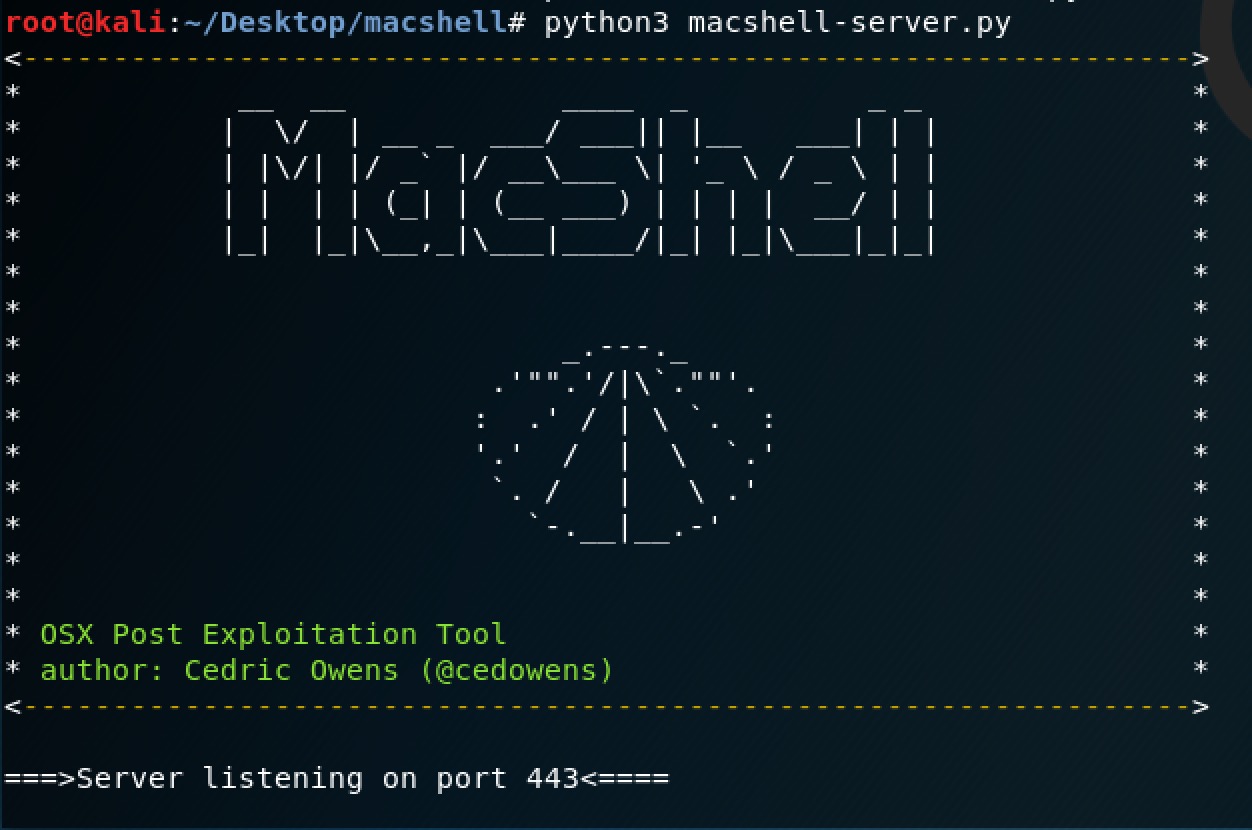 root@kali:~/Desktop/macshell# python3 macshell-server.py
MacShell
OSX Post Exploitation Tool
author: Cedric Owens (@cedowens)
===>Server listening on port 443<====